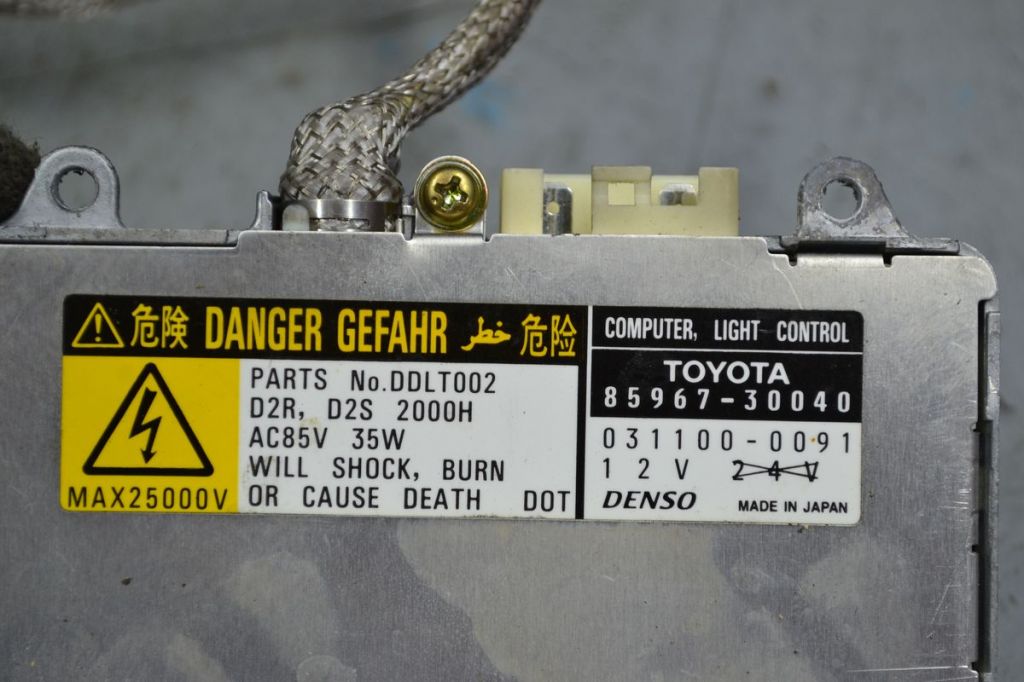 危険 DANGER GEFAHR خطر 危险
PARTS No.DDLT002
D2R, D2S 2000H
AC85V 35W
WILL SHOCK, BURN
OR CAUSE DEATH DOT
MAX25000V
COMPUTER, LIGHT CONTROL
TOYOTA
85967-30040
031100-0091
12V 24V
DENSO MADE IN JAPAN